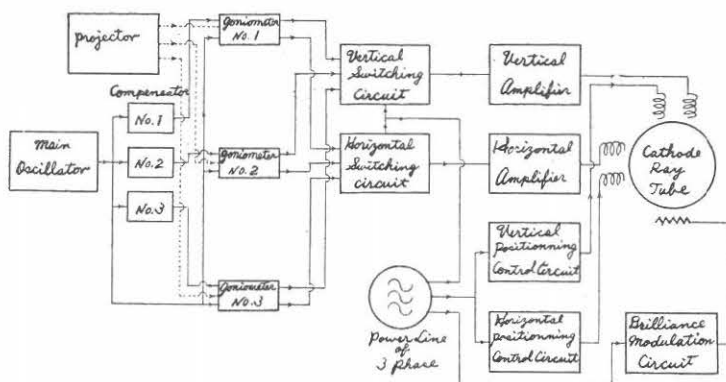 projector
Goniometer
No. 1
Compensator
No. 1
Vertical
Switching
Circuit
Vertical
Amplifier
Main
Oscillator
No. 2
Goniometer
No. 2
Horizontal
Switching
circuit
Horizontal
Amplifier
Cathode
Ray
Tube
No. 3
Goniometer
No. 3
Vertical
Positionning
Control Circuit
Power Line
of
3 Phase
Horizontal
positionning
Control Circuit
Brilliance
Modulation
Circuit